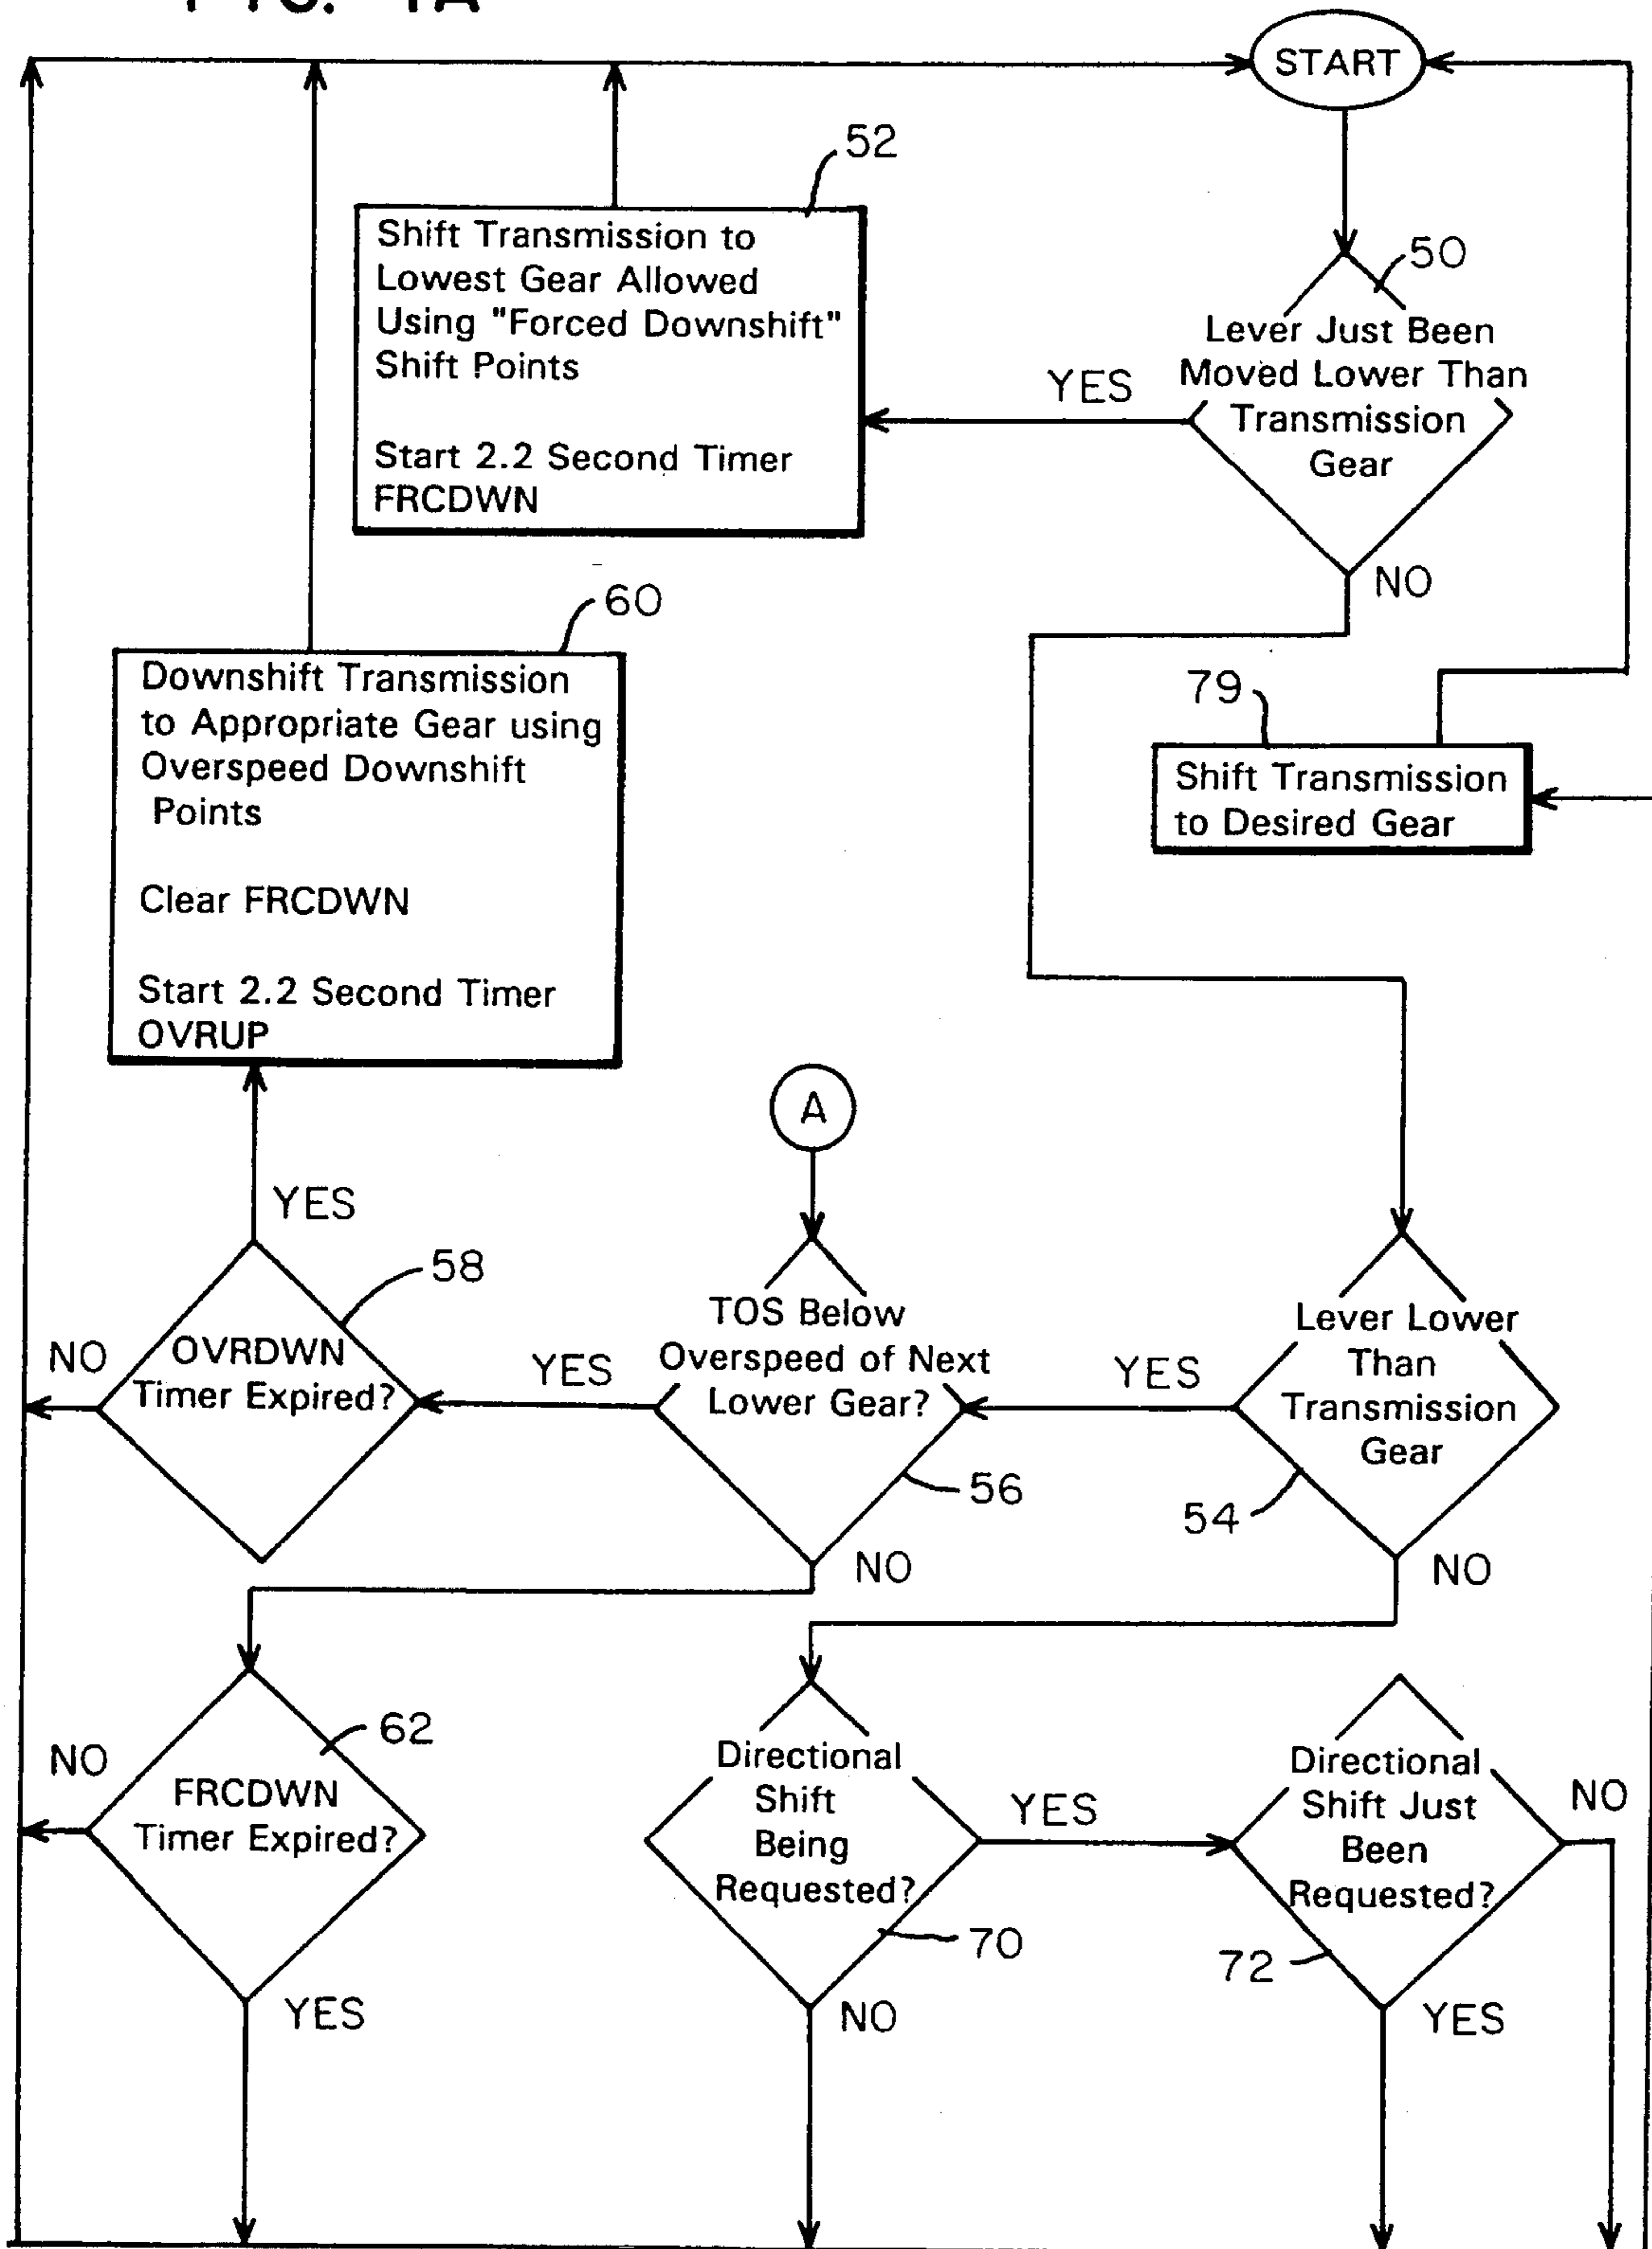 FIG. 4A
START
52
Shift Transmission to
Lowest Gear Allowed
Using "Forced Downshift"
Shift Points
Start 2.2 Second Timer
FRCDWN
50
Lever Just Been
Moved Lower Than
Transmission
Gear
YES
NO
60
Downshift Transmission
to Appropriate Gear using
Overspeed Downshift
Points
Clear FRCDWN
Start 2.2 Second Timer
OVRUP
79
Shift Transmission
to Desired Gear
A
YES
58
OVRDWN
Timer Expired?
NO
YES
TOS Below
Overspeed of Next
Lower Gear?
56
NO
YES
Lever Lower
Than
Transmission
Gear
54
NO
62
NO
FRCDWN
Timer Expired?
YES
Directional
Shift
Being
Requested?
70
YES
NO
Directional
Shift Just
Been
Requested?
72
NO
YES